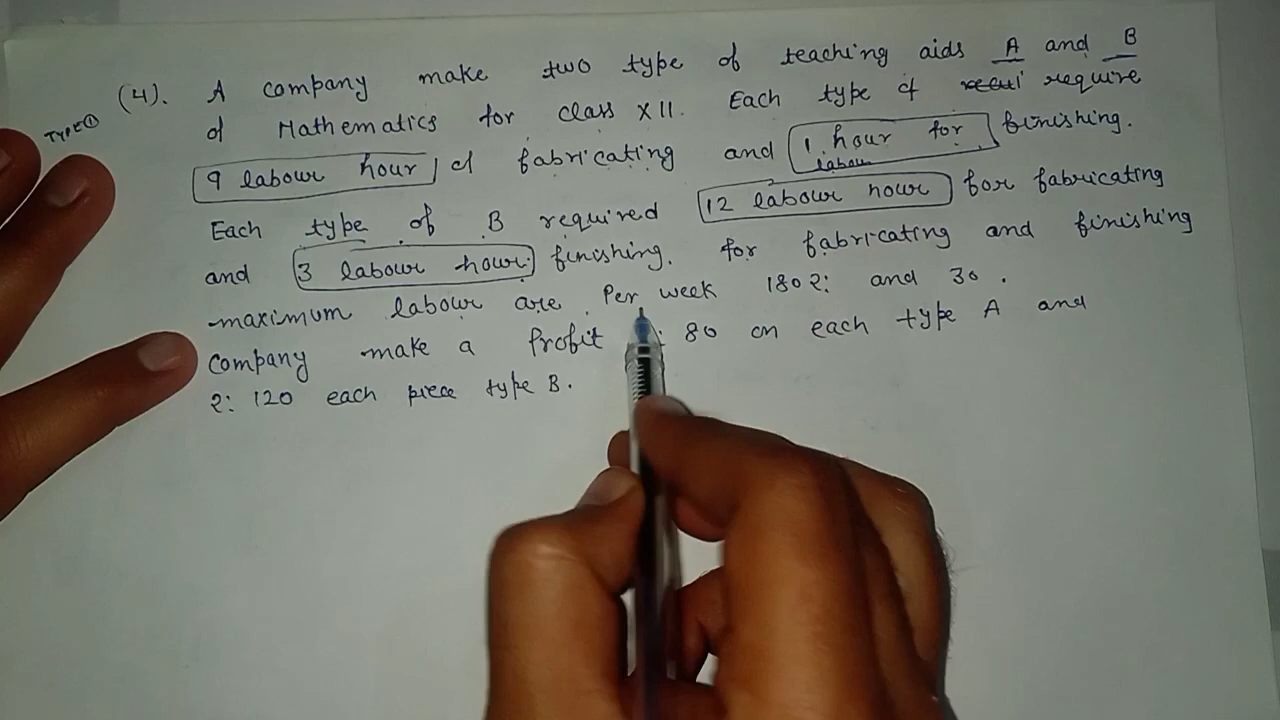 TYPE①
(4). A company make two type of teaching aids A and B
of Mathematics for class XII. Each type of require
9 labour hour of fabricating and 1 hour for finishing.
labour
Each type of B required 12 labour hour for fabricating
and 3 labour hour finishing. for fabricating and finishing
maximum labour are Per week 180 २: and 30.
Company make a Profit : 80 on each type A and
२: 120 each piece type B.